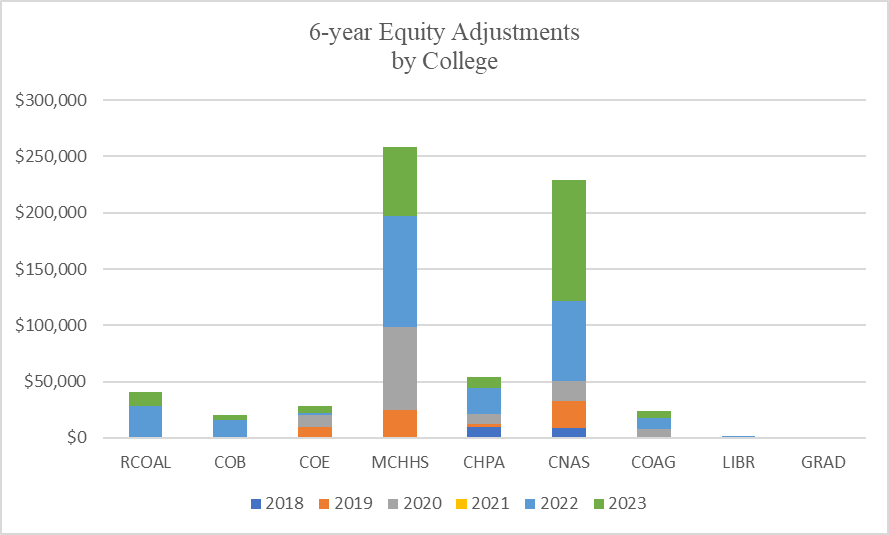 6-year Equity Adjustments
by College
$300,000
$250,000
$200,000
$150,000
$100,000
$50,000
$0
RCOAL COB COE MCHHS CHPA CNAS COAG LIBR GRAD
2018 2019 2020 2021 2022 2023